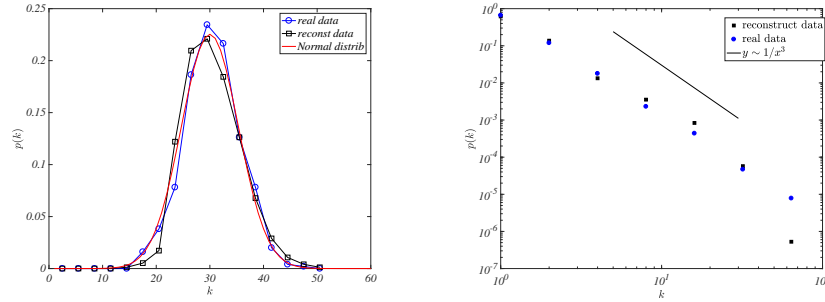 0.25
0.2
0.15
0.1
0.05
0
0 10 20 30 40 50 60
p(k)
k
real data
reconst data
Normal distrib
10^0
10^-1
10^-2
10^-3
10^-4
10^-5
10^-6
10^-7
10^0 10^1 10^2
p(k)
k
reconstruct data
real data
y ∼ 1/x^3